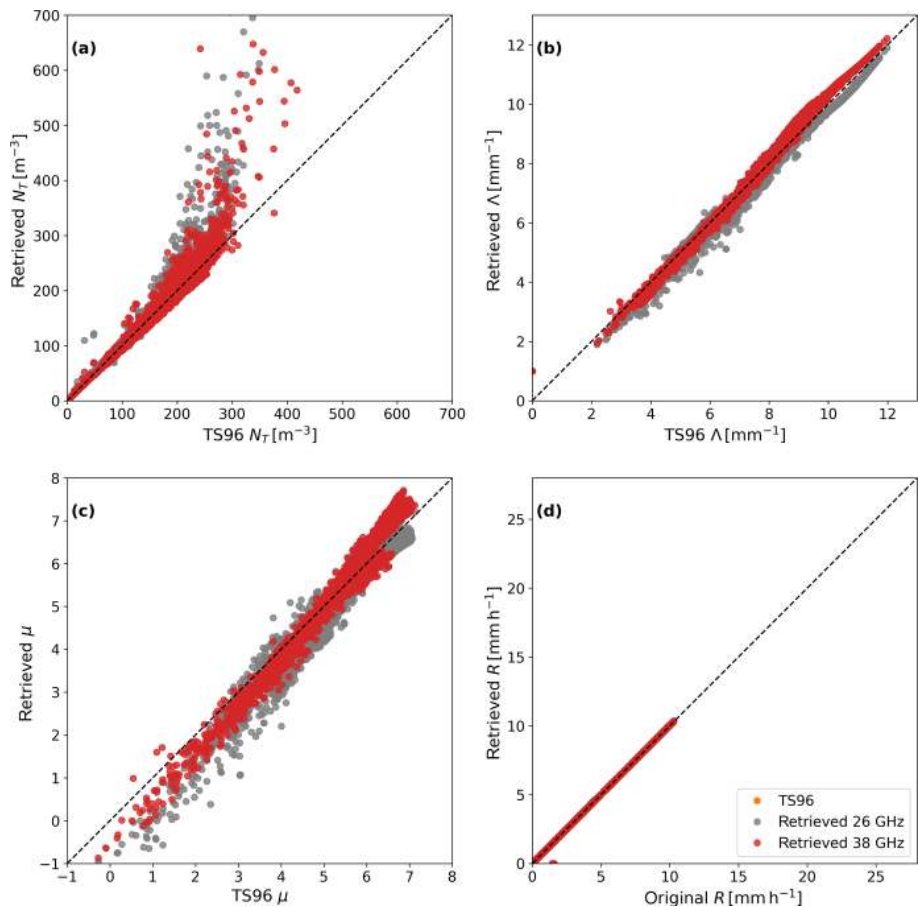 (a)
700
600
500
400
300
200
100
0
Retrieved N_T [m⁻³]
0 100 200 300 400 500 600 700
TS96 N_T [m⁻³]
(b)
12
10
8
6
4
2
0
Retrieved Λ [mm⁻¹]
0 2 4 6 8 10 12
TS96 Λ [mm⁻¹]
(c)
8
7
6
5
4
3
2
1
0
−1
Retrieved μ
−1 0 1 2 3 4 5 6 7 8
TS96 μ
(d)
25
20
15
10
5
0
Retrieved R [mm h⁻¹]
TS96
Retrieved 26 GHz
Retrieved 38 GHz
0 5 10 15 20 25
Original R [mm h⁻¹]